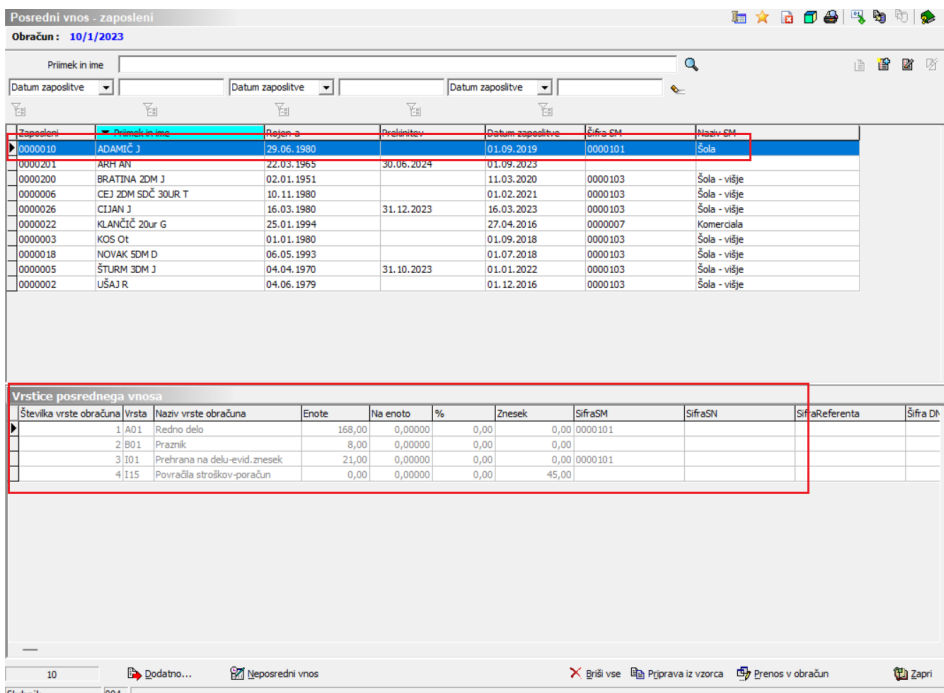 Posredni vnos - zaposleni
Obračun : 10/1/2023
Priimek in ime
Datum zaposlitve Datum zaposlitve Datum zaposlitve
Zaposleni Priimek in ime Rojen-a Prekinitev Datum zaposlitve Šifra SM Naziv SM
0000010 ADAMIČ J 29.06.1980 01.09.2019 0000101 Šola
0000201 ARH AN 22.03.1965 30.06.2024 01.09.2023
0000200 BRATINA 2DM J 02.01.1951 11.03.2020 0000103 Šola - višje
0000006 CEJ 2DM SDČ 30UR T 10.11.1980 01.02.2021 0000103 Šola - višje
0000026 CIJAN J 16.03.1980 31.12.2023 16.03.2023 0000103 Šola - višje
0000022 KLANČIČ 20ur G 25.01.1994 27.04.2016 0000007 Komerciala
0000003 KOS Ot 01.01.1980 01.09.2018 0000103 Šola - višje
0000018 NOVAK 5DM D 06.05.1993 01.07.2018 0000103 Šola - višje
0000005 ŠTURM 3DM J 04.04.1970 31.10.2023 01.01.2022 0000103 Šola - višje
0000002 UŠAJ R 04.06.1979 01.12.2016 0000103 Šola - višje
Vrstice posrednega vnosa
Številka vrste obračuna Vrsta Naziv vrste obračuna Enote Na enoto % Znesek SifraSM SifraSN SifraReferenta Šifra DN
1 A01 Redno delo 168,00 0,00000 0,00 0,00 0000101
2 B01 Praznik 8,00 0,00000 0,00 0,00
3 I01 Prehrana na delu-evid.znesek 21,00 0,00000 0,00 0,00 0000101
4 I15 Povračila stroškov-poračun 0,00 0,00000 0,00 45,00
10 Dodatno... Neposredni vnos Briši vse Priprava iz vzorca Prenos v obračun Zapri